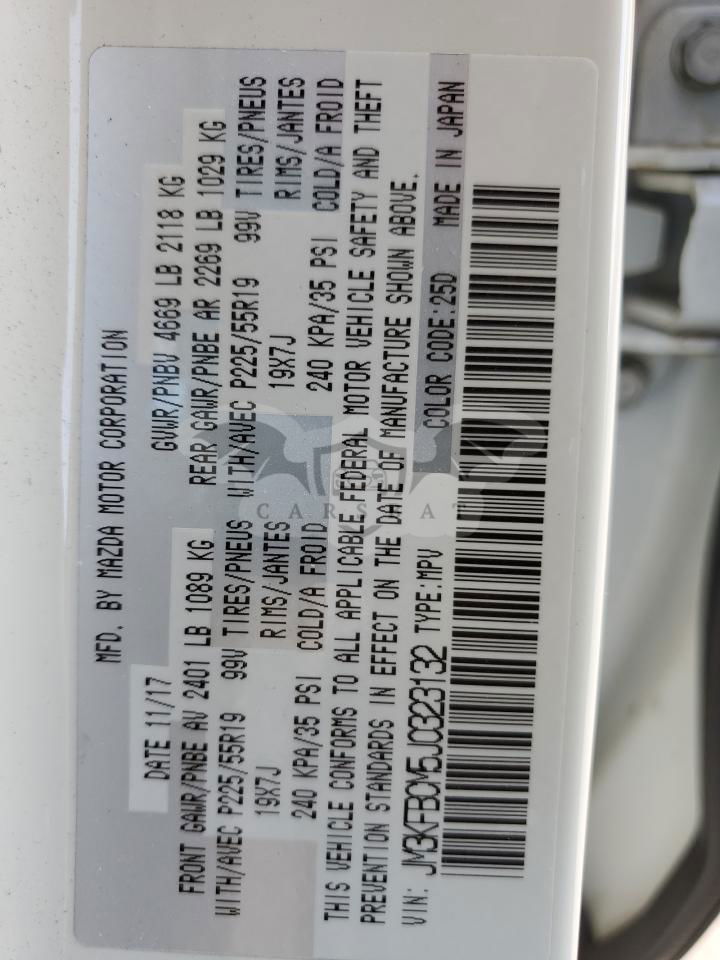 MFD. BY MAZDA MOTOR CORPORATION
DATE 11/17 GVWR/PNBV 4669 LB 2118 KG
FRONT GAWR/PNBE AV 2401 LB 1089 KG REAR GAWR/PNBE AR 2269 LB 1029 KG
WITH/AVEC P225/55R19 99V TIRES/PNEUS WITH/AVEC P225/55R19 99V TIRES/PNEUS
19X7J RIMS/JANTES 19X7J RIMS/JANTES
240 KPA/35 PSI COLD/A FROID 240 KPA/35 PSI COLD/A FROID
THIS VEHICLE CONFORMS TO ALL APPLICABLE FEDERAL MOTOR VEHICLE SAFETY AND THEFT
PREVENTION STANDARDS IN EFFECT ON THE DATE OF MANUFACTURE SHOWN ABOVE.
VIN: JM3KFBCM5J0323132 TYPE:MPV COLOR CODE:25D MADE IN JAPAN